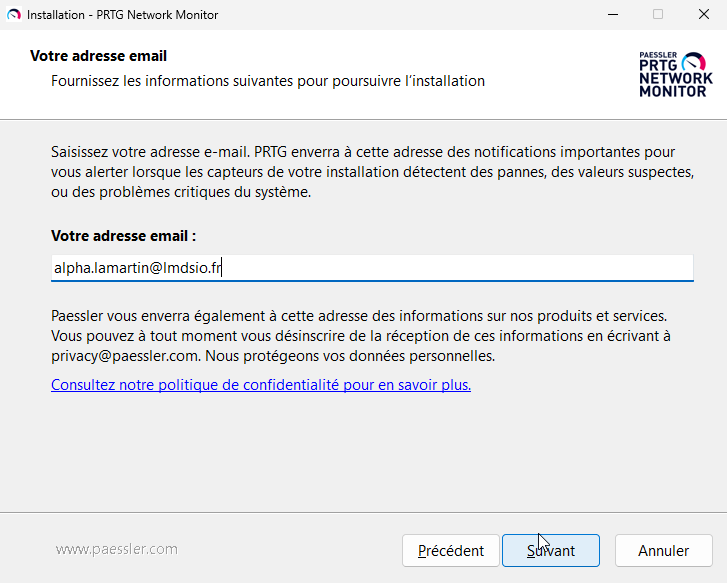 Installation - PRTG Network Monitor
Votre adresse email
Fournissez les informations suivantes pour poursuivre l'installation
PAESSLER
PRTG
NETWORK
MONITOR
Saisissez votre adresse e-mail. PRTG enverra à cette adresse des notifications importantes pour
vous alerter lorsque les capteurs de votre installation détectent des pannes, des valeurs suspectes,
ou des problèmes critiques du système.
Votre adresse email :
alpha.lamartin@lmdsio.fr
Paessler vous enverra également à cette adresse des informations sur nos produits et services.
Vous pouvez à tout moment vous désinscrire de la réception de ces informations en écrivant à
privacy@paessler.com. Nous protégeons vos données personnelles.
Consultez notre politique de confidentialité pour en savoir plus.
www.paessler.com
Précédent
Suivant
Annuler